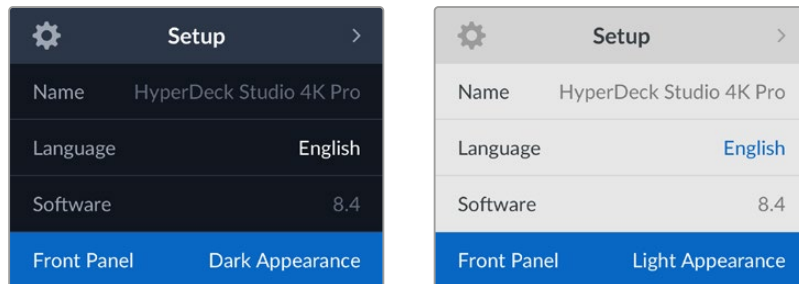 Setup
Name HyperDeck Studio 4K Pro
Language English
Software 8.4
Front Panel Dark Appearance
Setup
Name HyperDeck Studio 4K Pro
Language English
Software 8.4
Front Panel Light Appearance